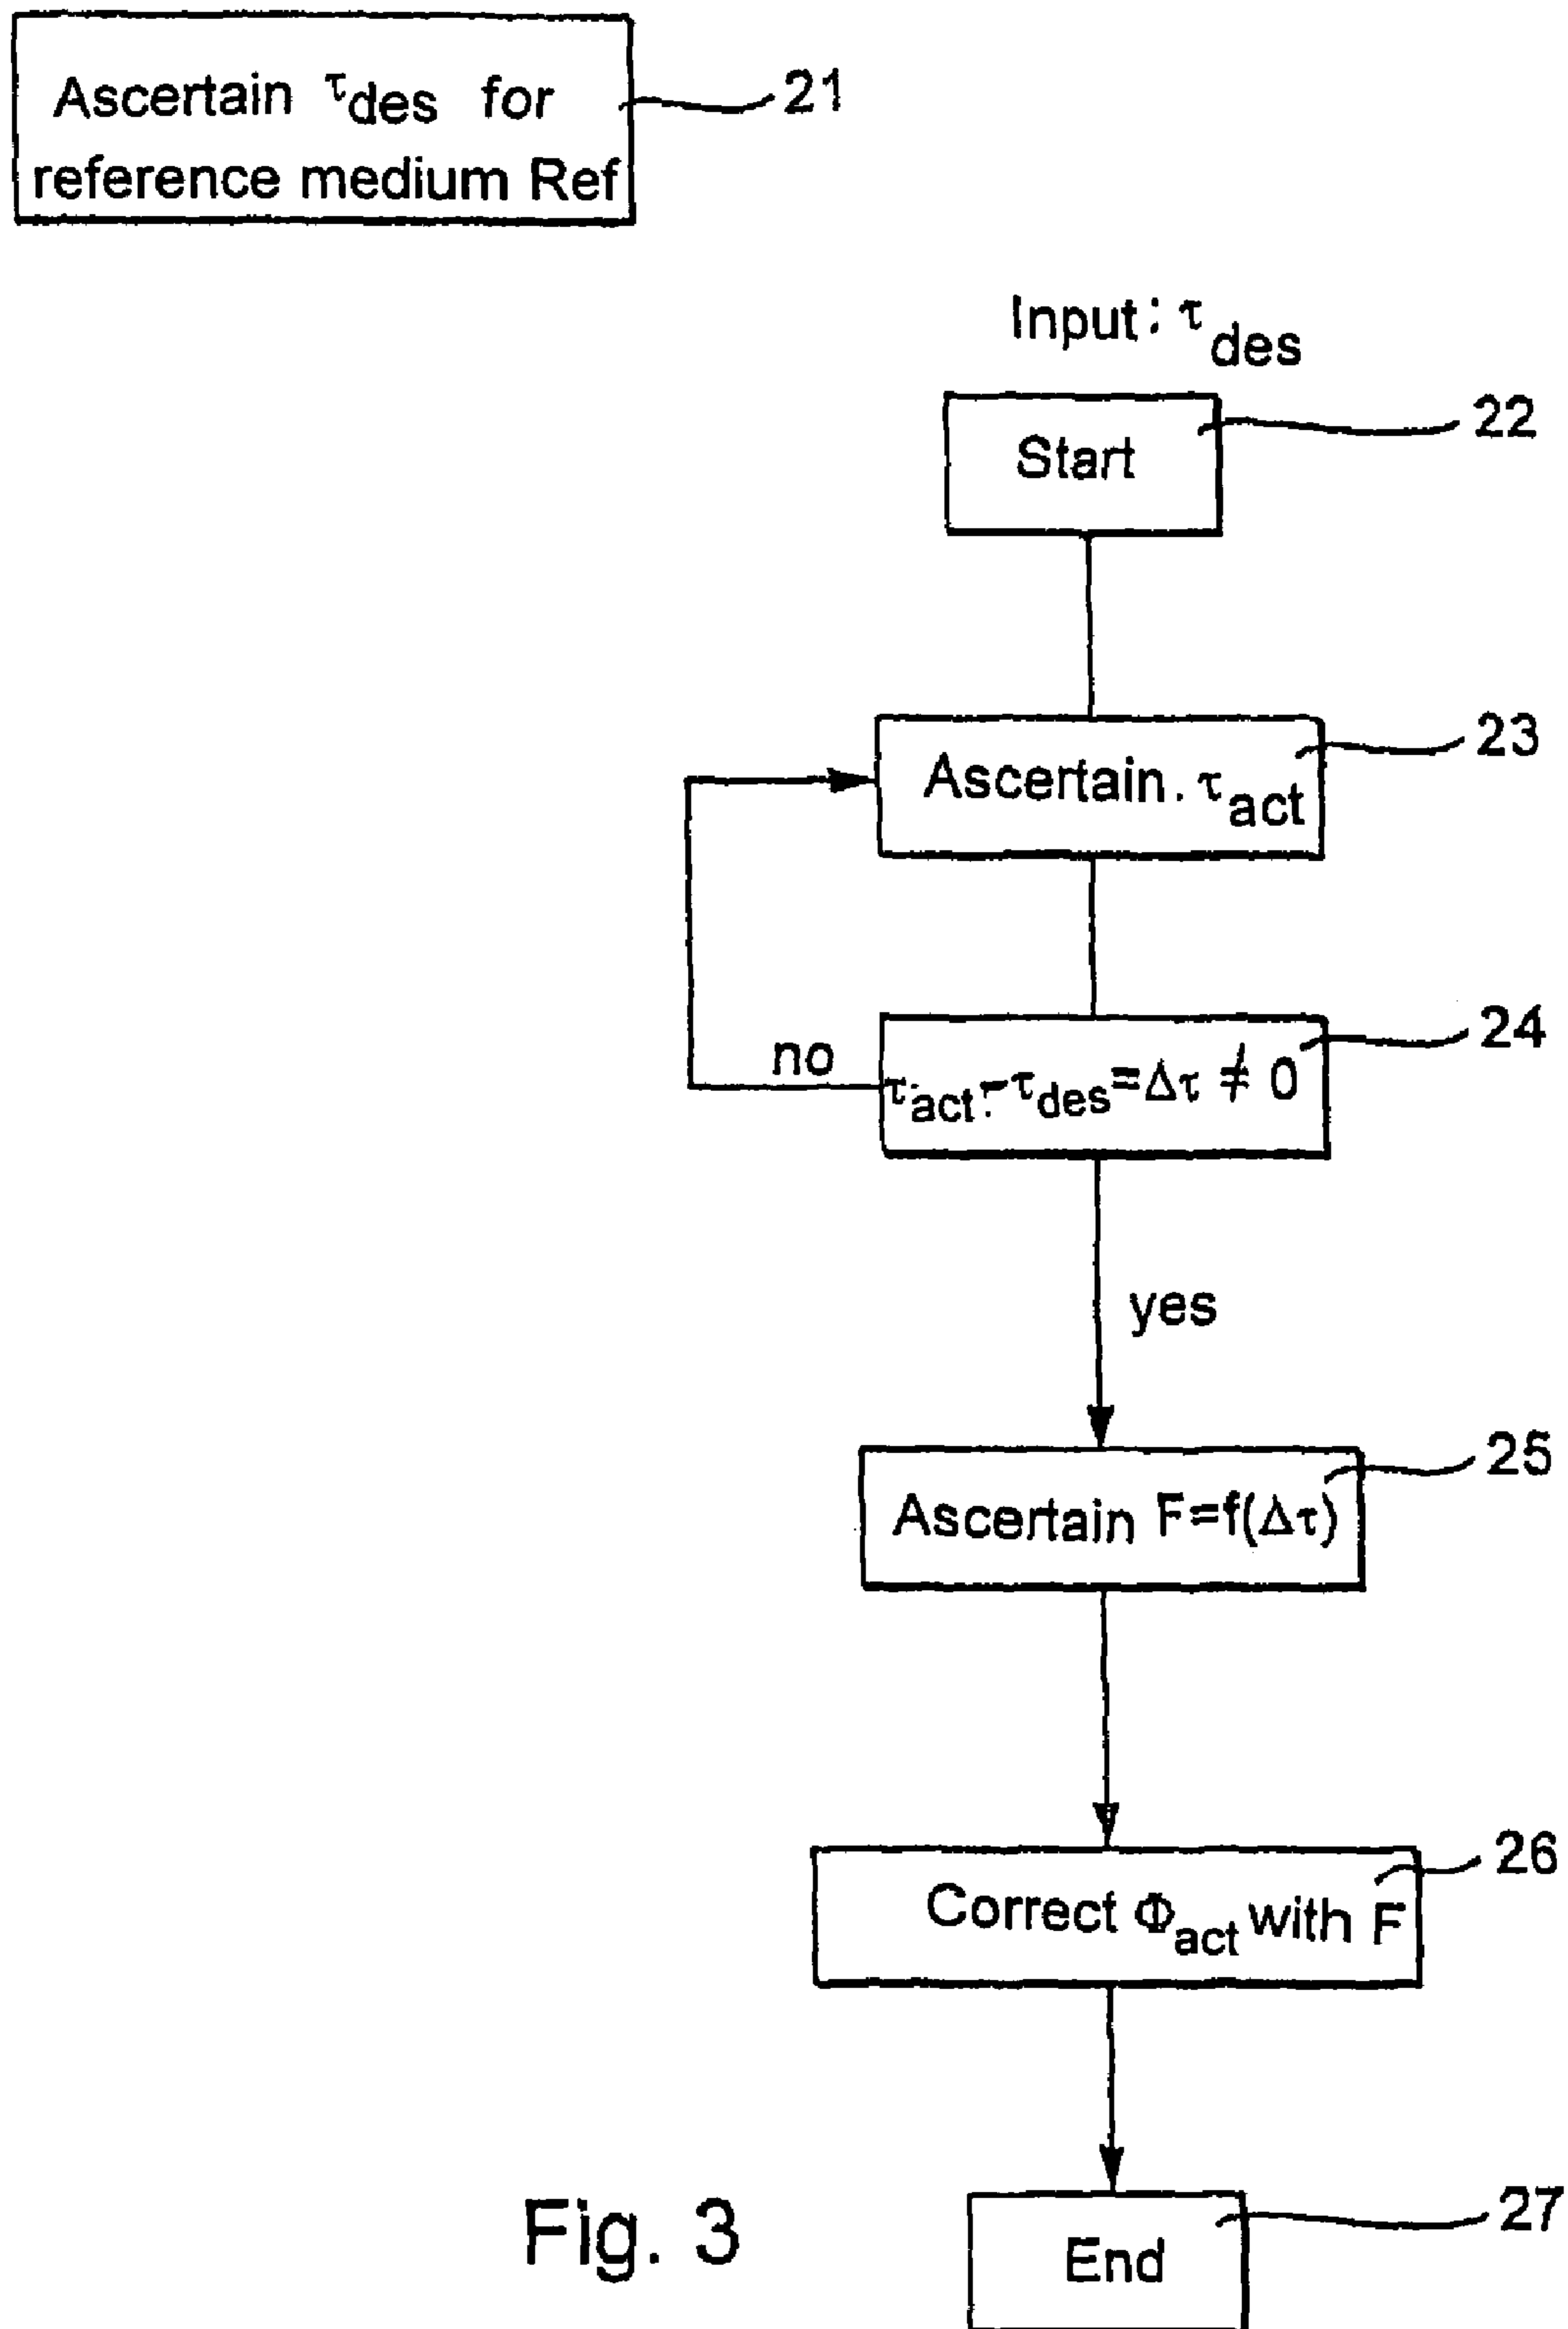 Ascertain τdes for
reference medium Ref
21
Input: τdes
Start
22
Ascertain. τact
23
no
τact.-τdes=Δτ ≠ 0
24
yes
Ascertain F=f(Δτ)
25
Correct Φact with F
26
End
27
Fig. 3